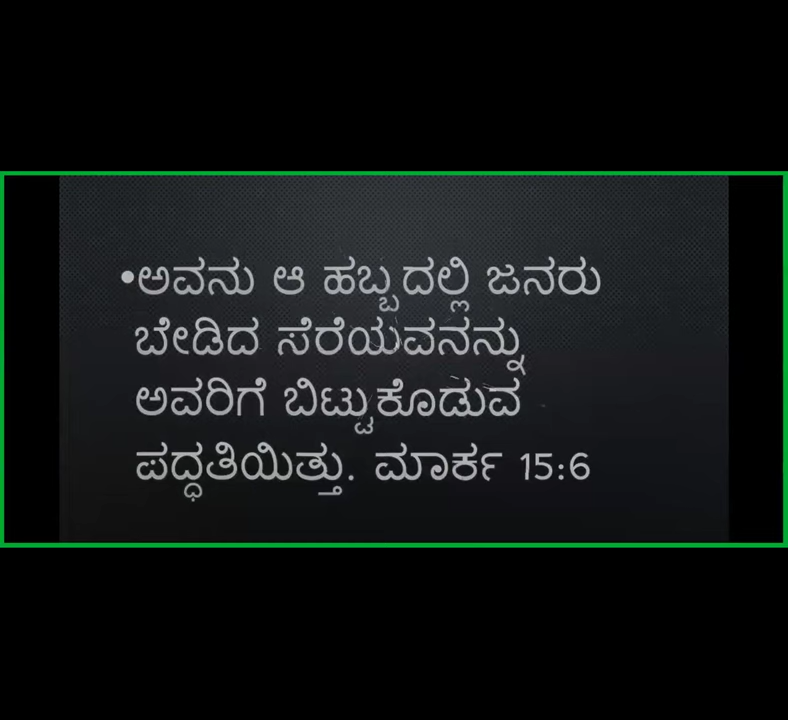 •ಅವನು ಆ ಹಬ್ಬದಲ್ಲಿ ಜನರು
ಬೇಡಿದ ಸೆರೆಯವನನ್ನು
ಅವರಿಗೆ ಬಿಟ್ಟುಕೊಡುವ
ಪದ್ಧತಿಯಿತ್ತು. ಮಾರ್ಕ 15:6